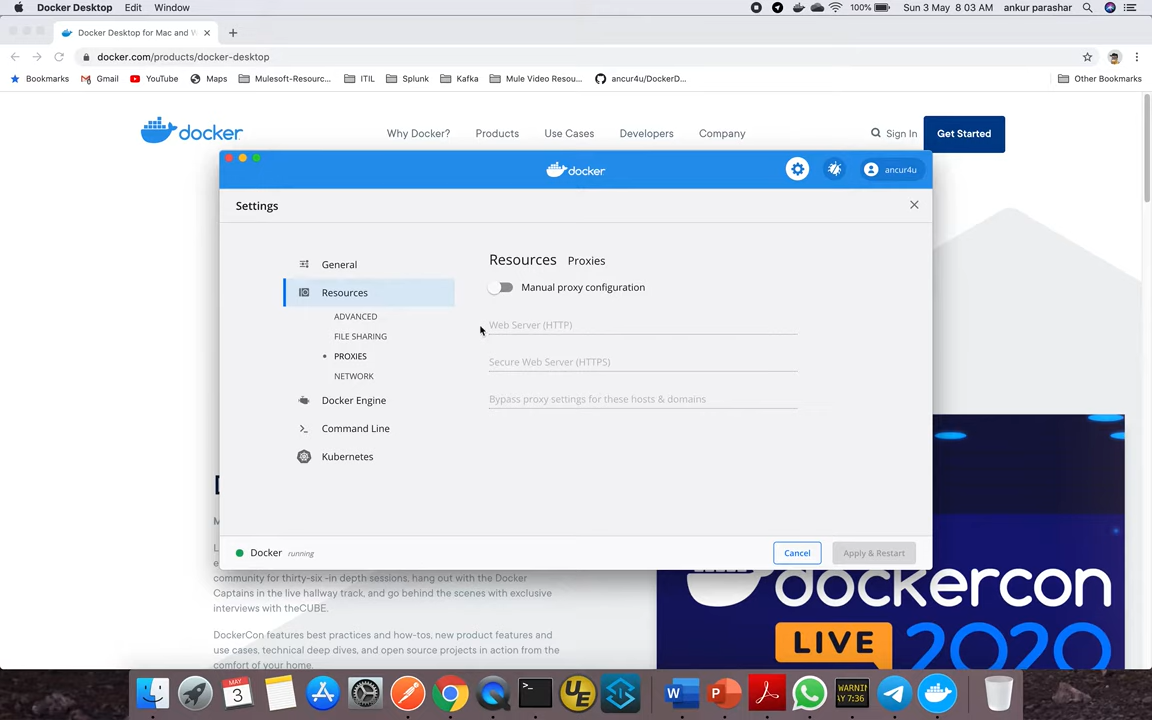 Docker Desktop Edit Window 100% Sun 3 May 8:03 AM ankur parashar
Docker Desktop for Mac and W
docker.com/products/docker-desktop
Bookmarks Gmail YouTube Maps Mulesoft-Resourc... ITIL Splunk Kafka Mule Video Resou... ancur4u/DockerD... Other Bookmarks
docker Why Docker? Products Use Cases Developers Company Sign In Get Started
docker ancur4u
Settings
General
Resources
ADVANCED
FILE SHARING
PROXIES
NETWORK
Docker Engine
Command Line
Kubernetes
Resources Proxies
Manual proxy configuration
Web Server (HTTP)
Secure Web Server (HTTPS)
Bypass proxy settings for these hosts & domains
Docker running
Cancel Apply & Restart
community for thirty-six -in depth sessions, hang out with the Docker
Captains in the live hallway track, and go behind the scenes with exclusive
interviews with theCUBE.
DockerCon features best practices and how-tos, new product features and
use cases, technical deep dives, and open source projects in action from the
comfort of your home.
dockercon
LIVE 2020
MAY
3
UE
W
P
WARNIN
Y 7:36